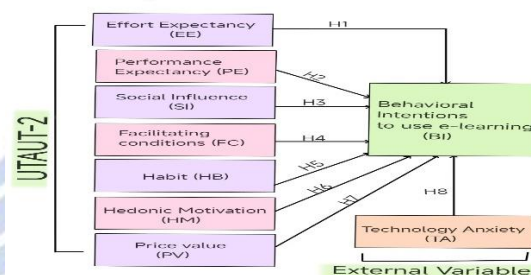 UTAUT-2
Effort Expectancy
(EE)
Performance
Expectancy (PE)
Social Influence
(SI)
Facilitating
conditions (FC)
Habit (HB)
Hedonic Motivation
(HM)
Price value
(PV)
H1
H2
H3
H4
H5
H6
H7
H8
Behavioral
Intentions
to use e-learning
(BI)
Technology Anxiety
(TA)
External Variable